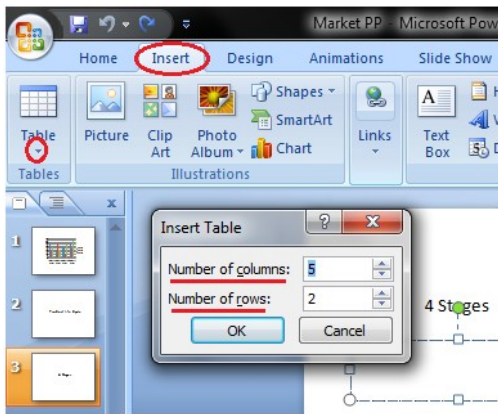 Market PP - Microsoft Pow
Home Insert Design Animations Slide Show
Table Picture Clip Art Photo Album Shapes SmartArt Chart Links A Text Box
Tables Illustrations
x
Insert Table ? X
1
Number of columns: 5
Number of rows: 2
2
4 Stages
OK Cancel
3